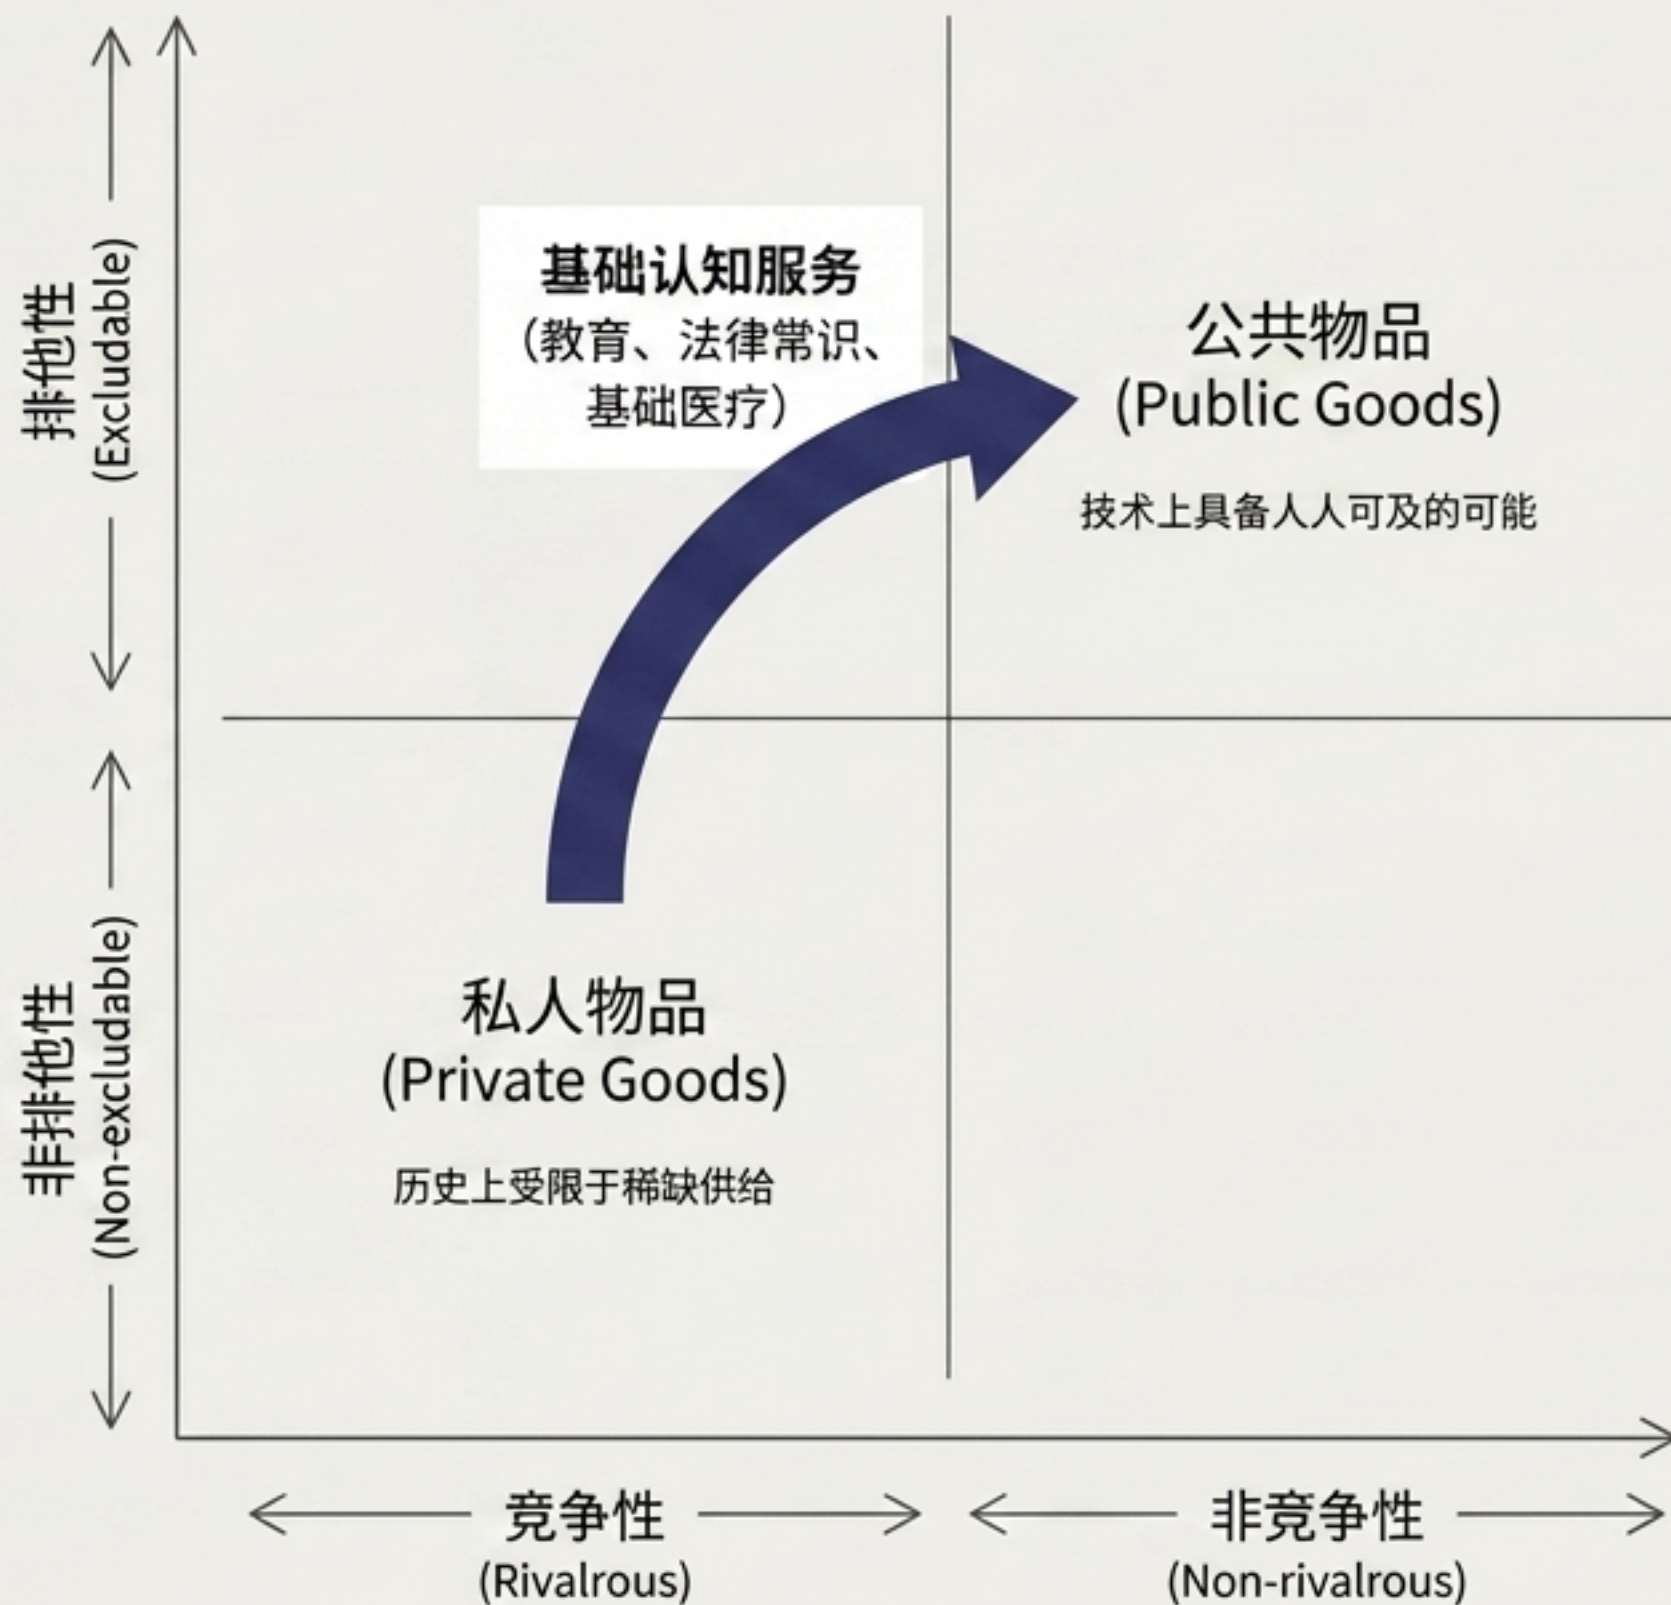 排他性
(Excludable)
基础认知服务
（教育、法律常识、
基础医疗）
公共物品
(Public Goods)
技术上具备人人可及的可能
非排他性
(Non-excludable)
私人物品
(Private Goods)
历史上受限于稀缺供给
竞争性
(Rivalrous)
非竞争性
(Non-rivalrous)